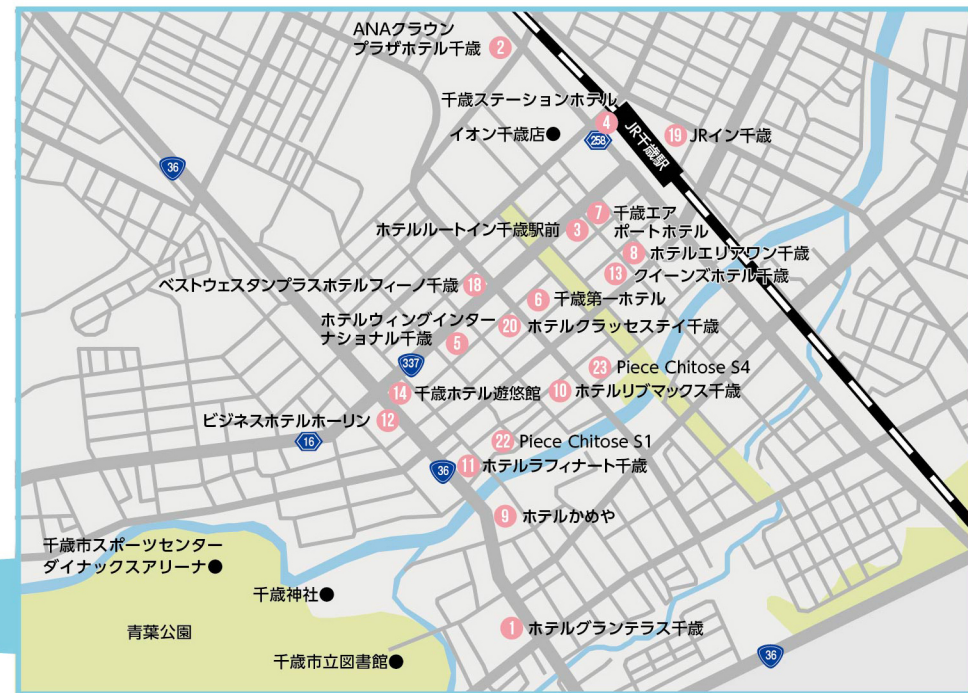 ANAクラウン
プラザホテル千歳
2
千歳ステーションホテル
4
イオン千歳店
258
JR千歳駅
19
JRイン千歳
36
7
千歳エア
ポートホテル
ホテルルートイン千歳駅前
3
8
ホテルエリアワン千歳
13
クイーンズホテル千歳
ベストウェスタンプラスホテルフィーノ千歳
18
6
千歳第一ホテル
ホテルウィングインター
ナショナル千歳
5
20
ホテルクラッセステイ千歳
337
23
Piece Chitose S4
14
千歳ホテル遊悠館
10
ホテルリブマックス千歳
ビジネスホテルホーリン
12
16
22
Piece Chitose S1
36
11
ホテルラフィナート千歳
9
ホテルかめや
千歳市スポーツセンター
ダイナックスアリーナ
千歳神社
青葉公園
1
ホテルグランテラス千歳
千歳市立図書館
36